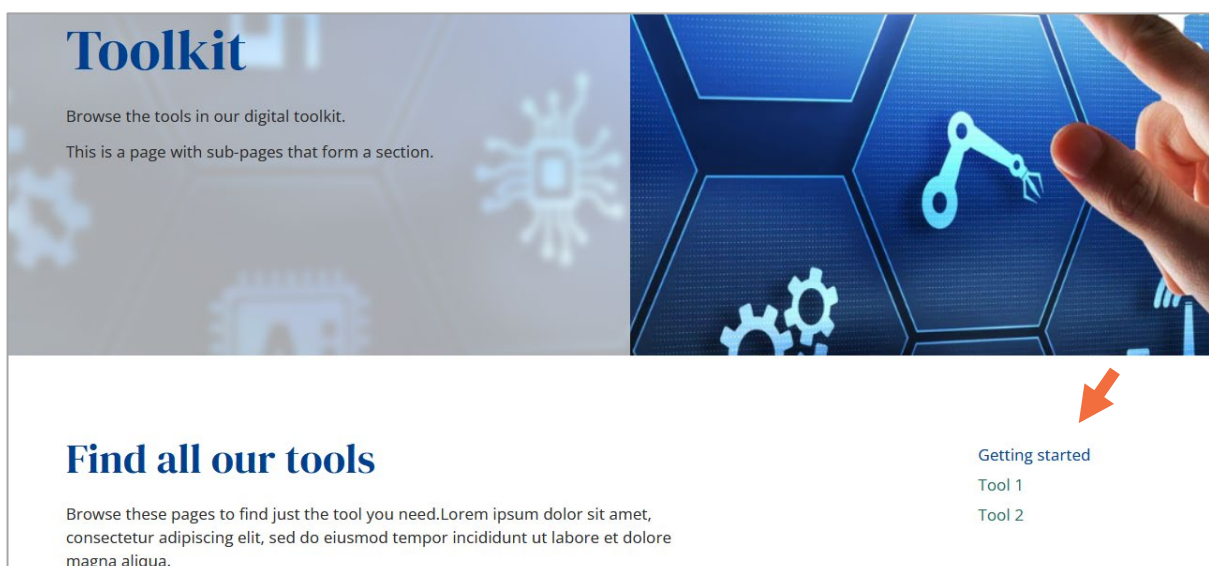 Toolkit
Browse the tools in our digital toolkit.
This is a page with sub-pages that form a section.
Find all our tools
Browse these pages to find just the tool you need.Lorem ipsum dolor sit amet,
consectetur adipiscing elit, sed do eiusmod tempor incididunt ut labore et dolore
magna aliqua.
Getting started
Tool 1
Tool 2